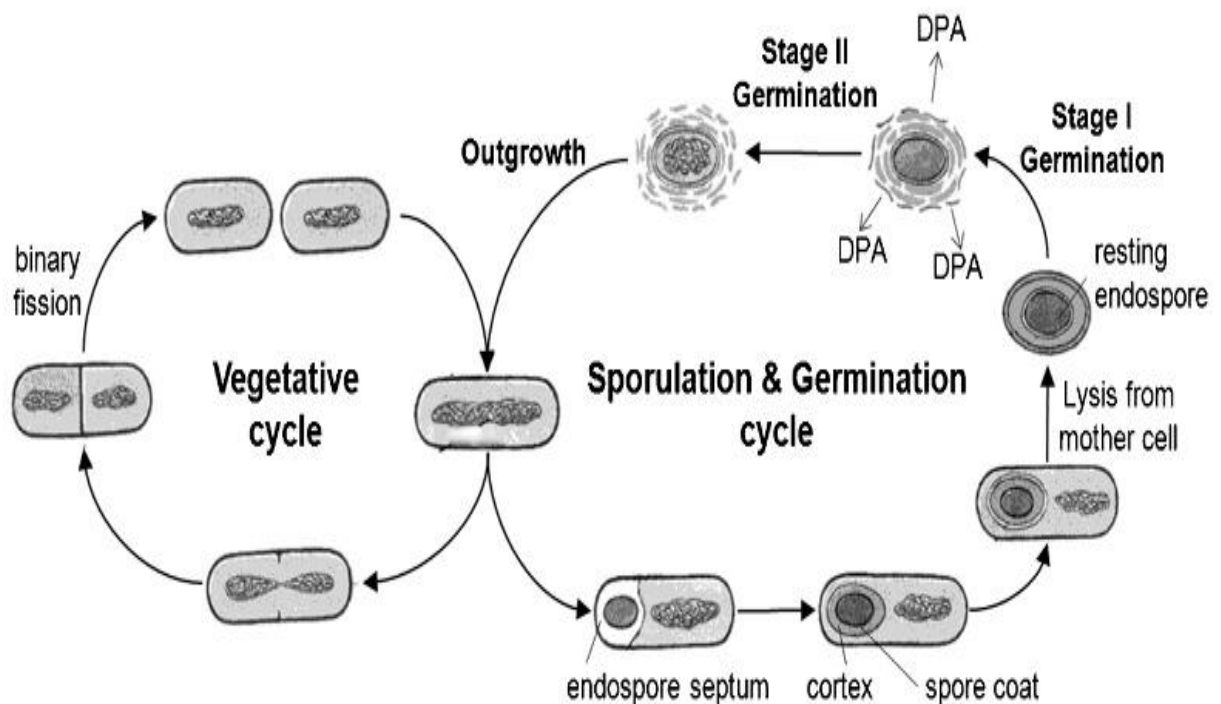 DPA
Stage II
Germination
Stage I
Germination
Outgrowth
DPA
DPA
binary
fission
resting
endospore
Vegetative
cycle
Sporulation & Germination
cycle
Lysis from
mother cell
endospore septum
cortex
spore coat